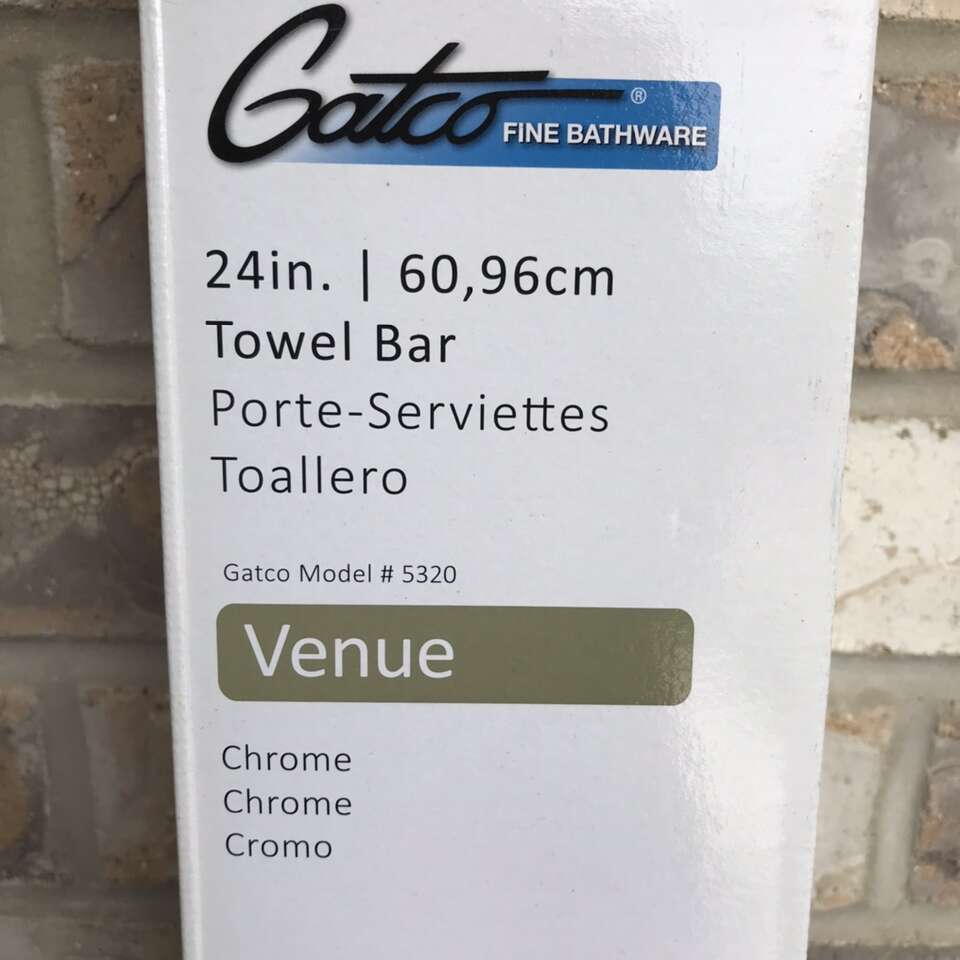 Gatco®
FINE BATHWARE
24in. | 60,96cm
Towel Bar
Porte-Serviettes
Toallero
Gatco Model # 5320
Venue
Chrome
Chrome
Cromo